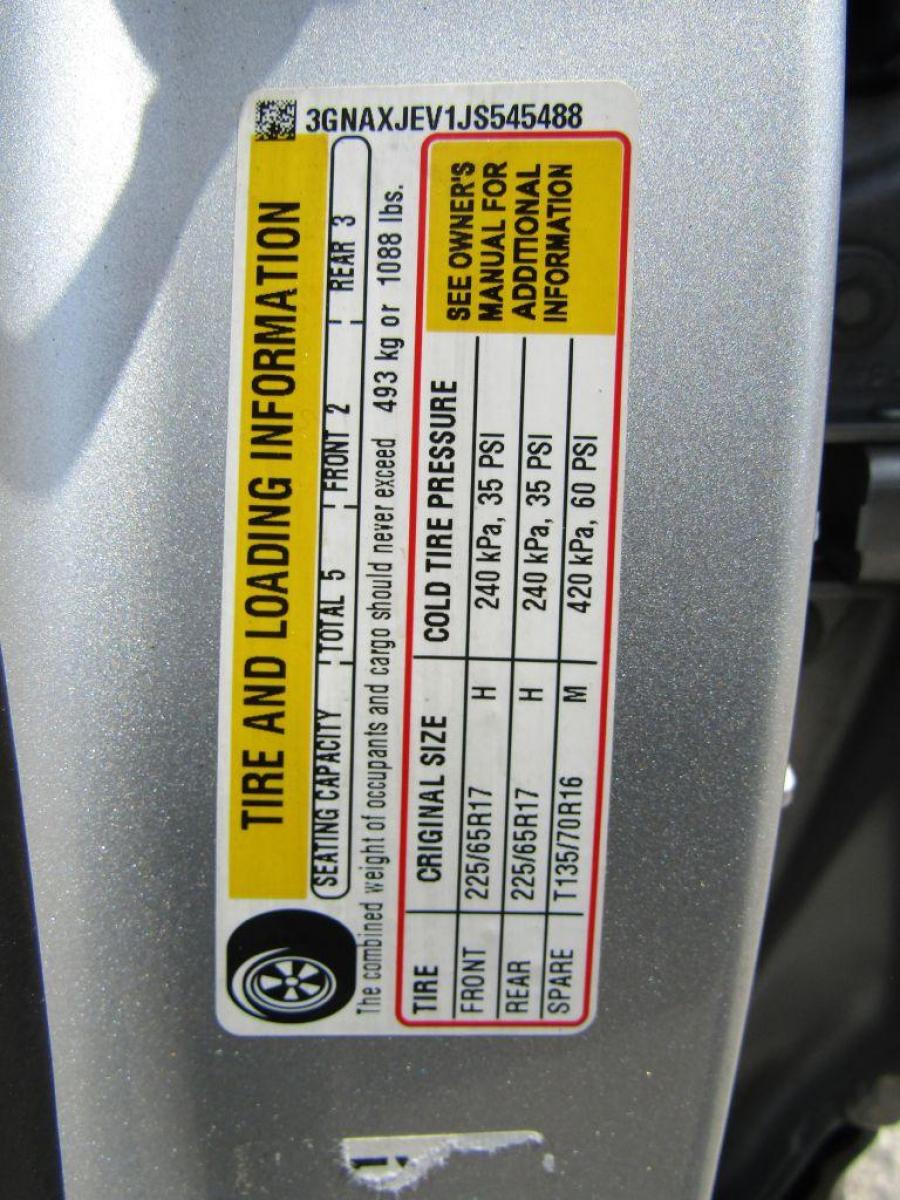 3GNAXJEV1JS545488
TIRE AND LOADING INFORMATION
SEATING CAPACITY TOTAL 5 FRONT 2 REAR 3
The combined weight of occupants and cargo should never exceed 493 kg or 1088 lbs.
TIRE ORIGINAL SIZE COLD TIRE PRESSURE
FRONT 225/65R17 H 240 kPa, 35 PSI
REAR 225/65R17 H 240 kPa, 35 PSI
SPARE T135/70R16 M 420 kPa, 60 PSI
SEE OWNER'S
MANUAL FOR
ADDITIONAL
INFORMATION